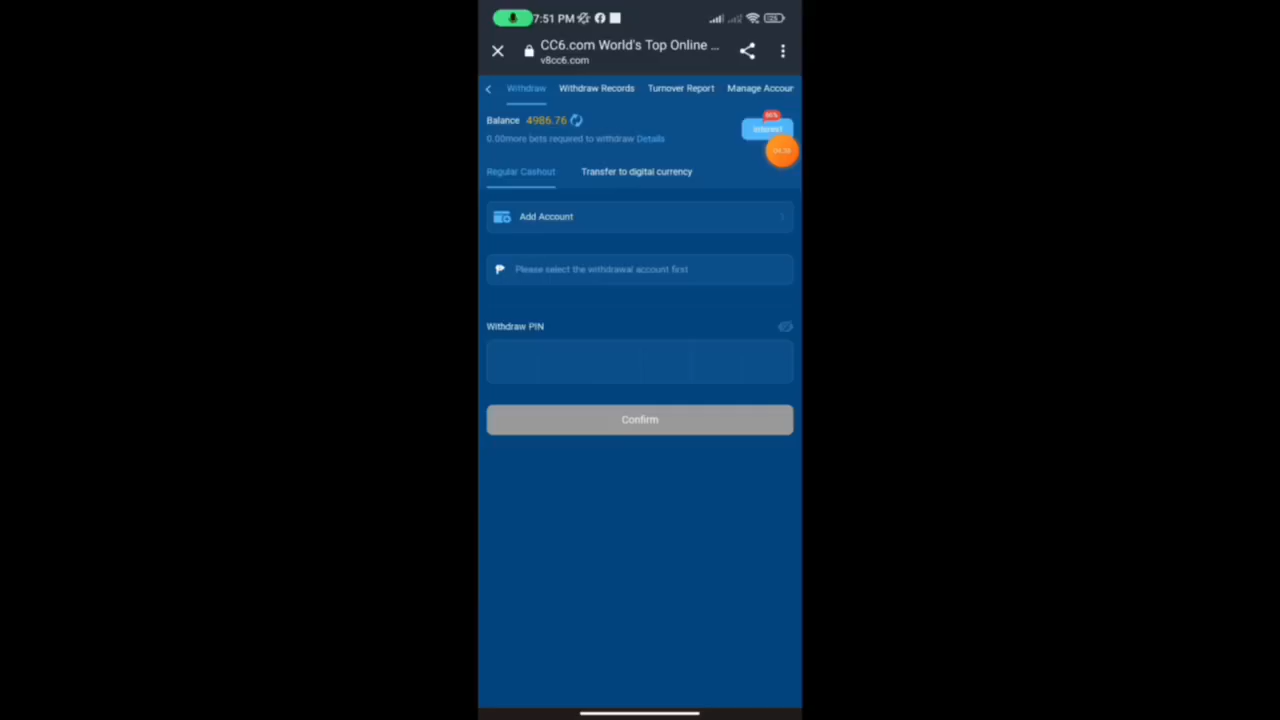 7:51 PM
CC6.com World's Top Online ...
v8cc6.com
Withdraw Withdraw Records Turnover Report Manage Accour
Balance 4986.76
0.00more bets required to withdraw Details
Interest
Regular Cashout Transfer to digital currency
Add Account
Please select the withdrawal account first
Withdraw PIN
Confirm